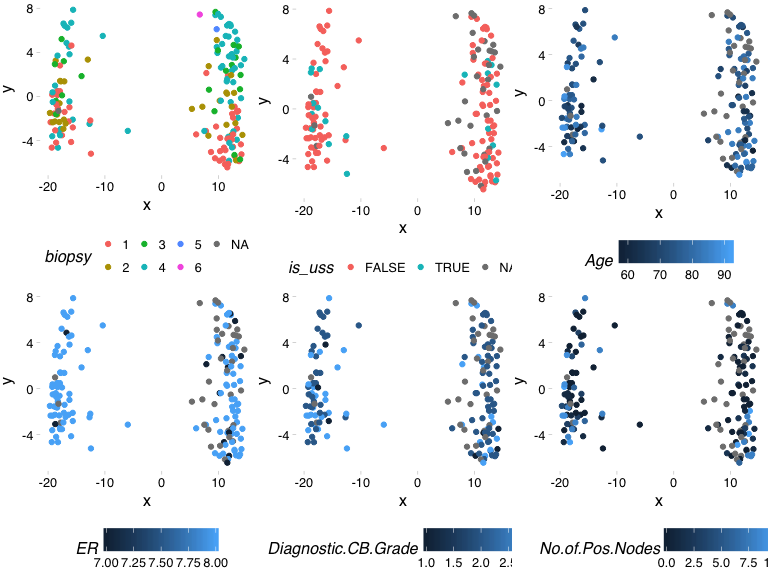 8
4
0
-4
y
-20 -10 0 10
x
8
4
0
-4
y
-20 -10 0 10
x
8
4
0
-4
y
-20 -10 0 10
x
biopsy 1 3 5 NA
2 4 6
is_uss FALSE TRUE
Age
60 70 80 90
8
4
0
-4
y
-20 -10 0 10
x
8
4
0
-4
y
-20 -10 0 10
x
8
4
0
-4
y
-20 -10 0 10
x
ER
7.00 7.25 7.50 7.75 8.00
Diagnostic.CB.Grade
1.0 1.5 2.0
No.of.Pos.Nodes
0.0 2.5 5.0 7.5